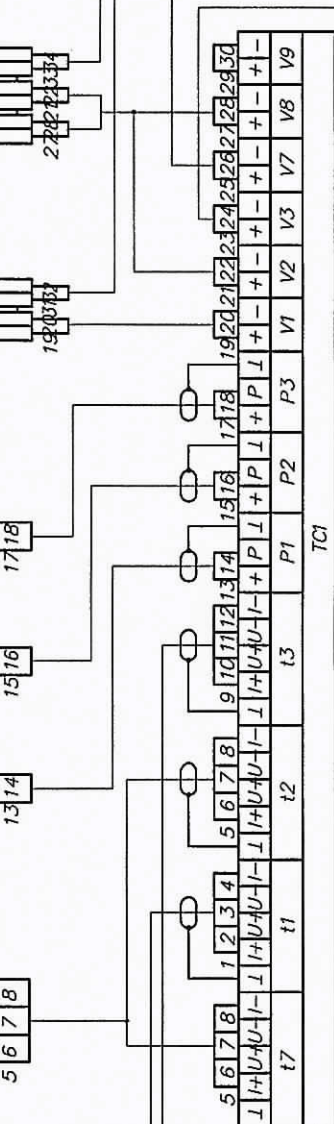 34
33
22
21
28
27
32
31
20
19
18
17
16
15
14
13
8
7
6
5
30
29
28
27
26
25
24
23
22
21
20
19
18
17
16
15
14
13
12
11
10
9
8
7
6
5
4
3
2
1
8
7
6
5
+ −
+ −
+ −
+ −
+ −
+ −
+ P ⊥
+ P ⊥
+ P ⊥
⊥ I+ U+ U− I−
⊥ I+ U+ U− I−
⊥ I+ U+ U− I−
⊥ I+ U+ U− I−
V9
V8
V7
V3
V2
V1
P3
P2
P1
t3
t2
t1
t7
TC1